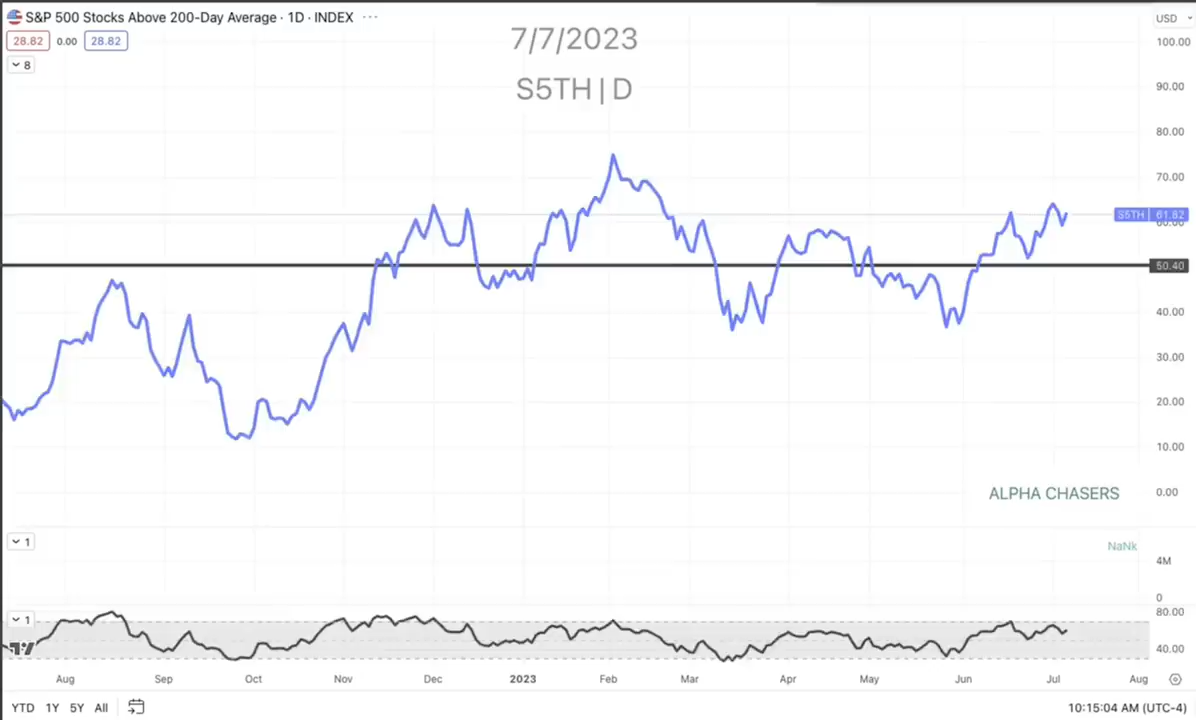 S&P 500 Stocks Above 200-Day Average · 1D · INDEX ···
28.82 0.00 28.82
8
7/7/2023
S5TH | D
USD
100.00
90.00
80.00
70.00
S5TH 61.82
60.00
50.40
40.00
30.00
20.00
10.00
0.00
ALPHA CHASERS
1
NaNk
4M
0
1
80.00
40.00
Aug Sep Oct Nov Dec 2023 Feb Mar Apr May Jun Jul Aug
YTD 1Y 5Y All
10:15:04 AM (UTC-4)